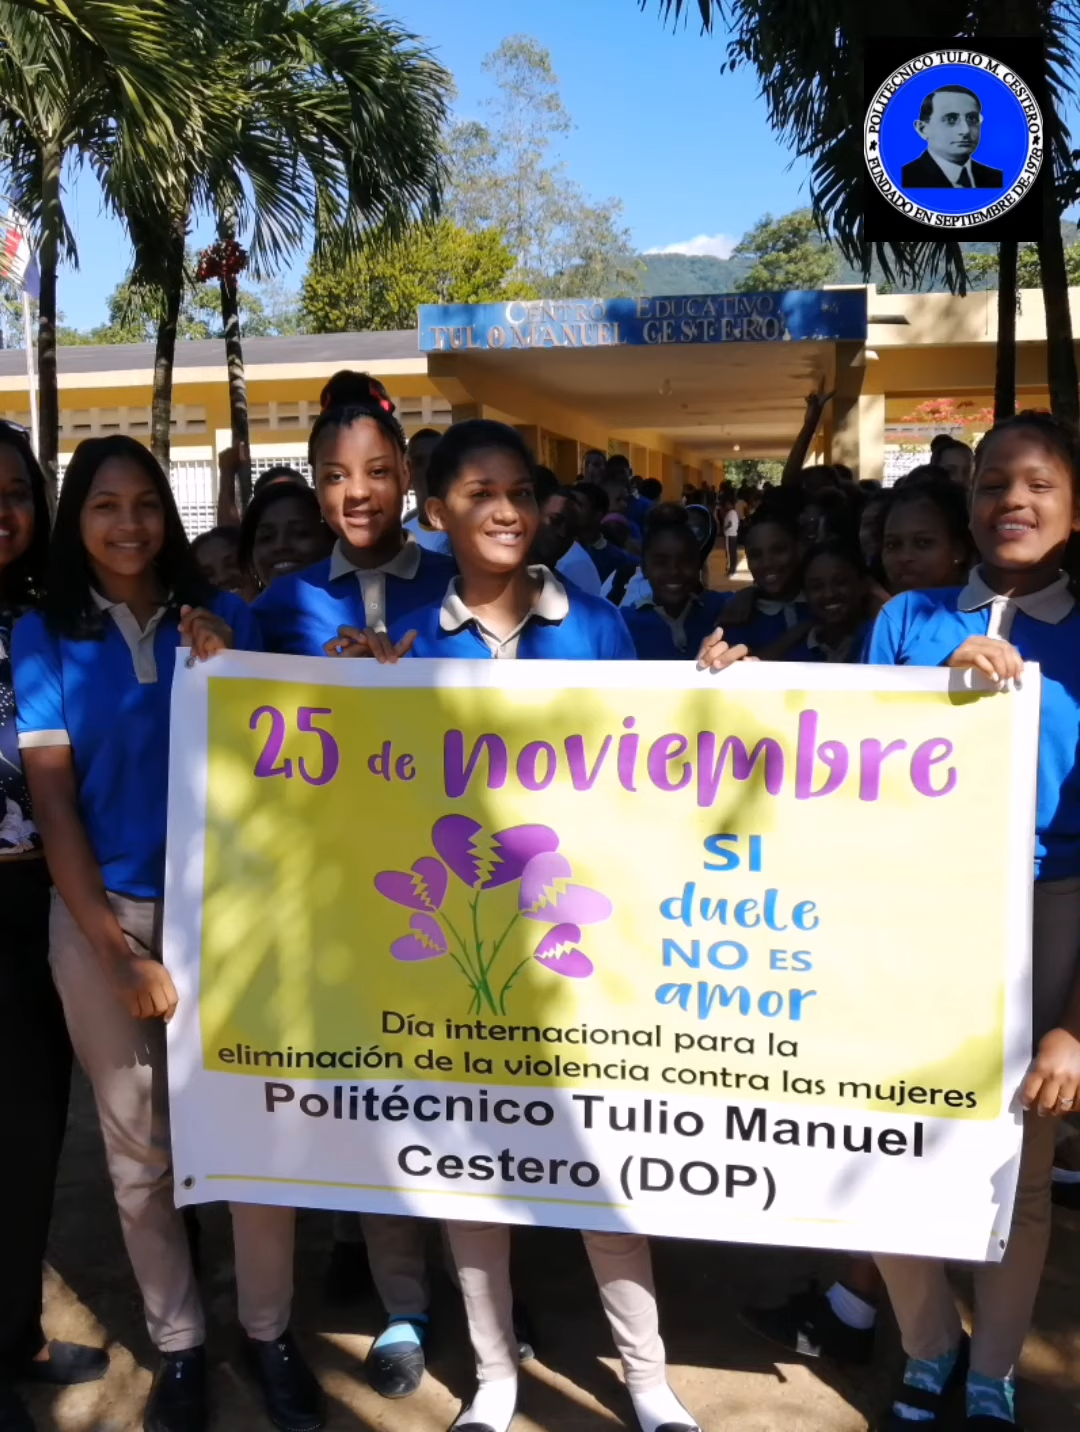 POLITECNICO TULIO M. CESTERO
FUNDADO EN SEPTIEMBRE DE 1978
CENTRO EDUCATIVO
TULIO MANUEL CESTERO
25 de noviembre
SI
duele
NO ES
amor
Día internacional para la
eliminación de la violencia contra las mujeres
Politécnico Tulio Manuel
Cestero (DOP)